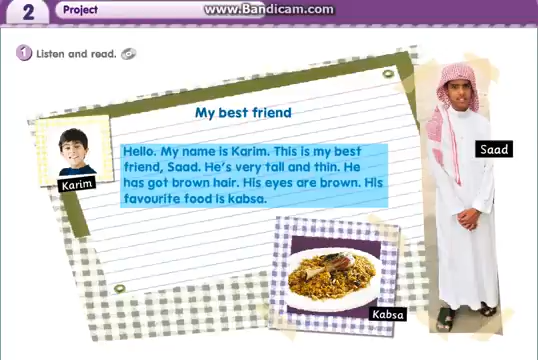 2
Project
www.Bandicam.com
1 Listen and read.
My best friend
Hello. My name is Karim. This is my best
friend, Saad. He's very tall and thin. He
has got brown hair. His eyes are brown. His
favourite food is kabsa.
Karim
Saad
Kabsa